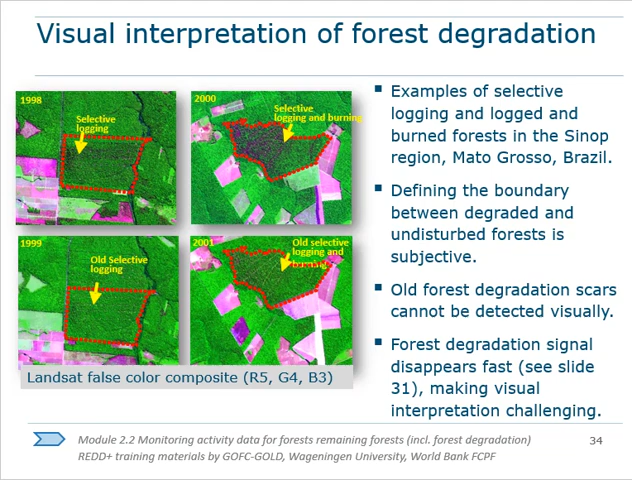 Visual interpretation of forest degradation
1998
Selective
logging
2000
Selective
logging and burning
1999
Old Selective
logging
2001
Old selective
logging and
burning
Landsat false color composite (R5, G4, B3)
▪ Examples of selective
logging and logged and
burned forests in the Sinop
region, Mato Grosso, Brazil.
▪ Defining the boundary
between degraded and
undisturbed forests is
subjective.
▪ Old forest degradation scars
cannot be detected visually.
▪ Forest degradation signal
disappears fast (see slide
31), making visual
interpretation challenging.
Module 2.2 Monitoring activity data for forests remaining forests (incl. forest degradation)
REDD+ training materials by GOFC-GOLD, Wageningen University, World Bank FCPF
34